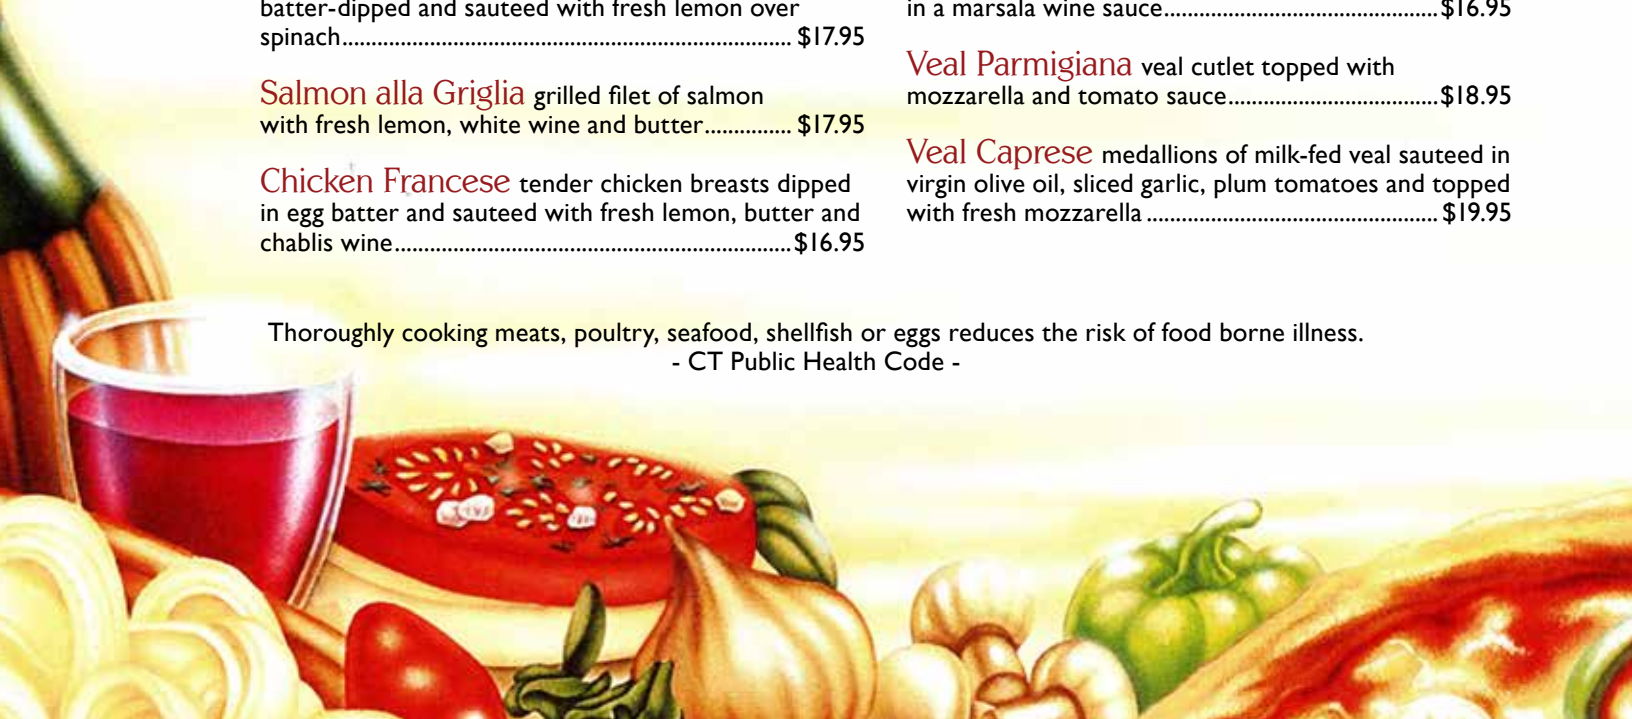 batter-dipped and sauteed with fresh lemon over
spinach............................................................................ $17.95
Salmon alla Griglia grilled filet of salmon
with fresh lemon, white wine and butter............... $17.95
Chicken Francese tender chicken breasts dipped
in egg batter and sauteed with fresh lemon, butter and
chablis wine...................................................................$16.95
in a marsala wine sauce..............................................$16.95
Veal Parmigiana veal cutlet topped with
mozzarella and tomato sauce....................................$18.95
Veal Caprese medallions of milk-fed veal sauteed in
virgin olive oil, sliced garlic, plum tomatoes and topped
with fresh mozzarella ................................................. $19.95
Thoroughly cooking meats, poultry, seafood, shellfish or eggs reduces the risk of food borne illness.
- CT Public Health Code -